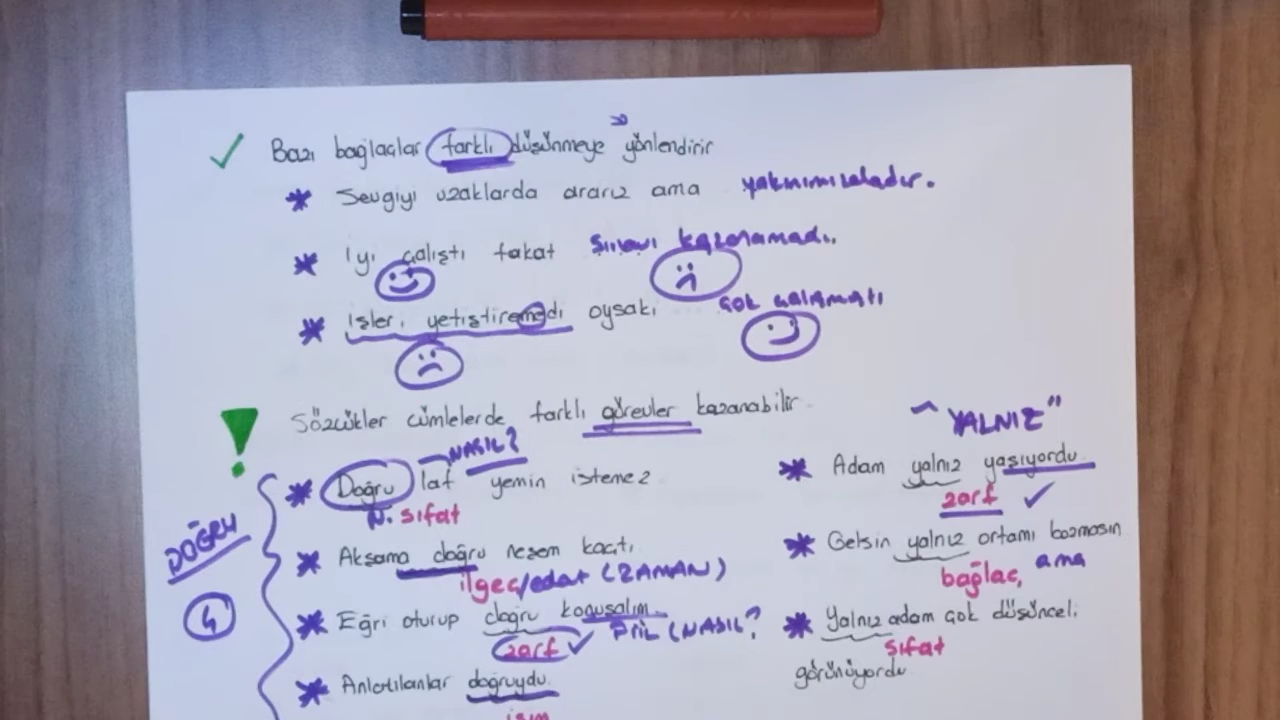 Bazı bağlaçlar farklı düşünmeye yönlendirir
* Sevgiyi uzaklarda ararız ama yakınımızdadır.
* İyi çalıştı fakat sınavı kazanamadı.
* İşleri yetiştiremedi oysaki çok çalışmıştı
! Sözcükler cümlelerde farklı görevler kazanabilir.
DOĞRU
4
NASIL?
* Doğru laf yemin istemez
N. sıfat
* Akşama doğru neşem kaçtı
ilgeç/edat (ZAMAN)
* Eğri oturup doğru konuşalım.
zarf FİİL (NASIL?
* Anlatılanlar doğruydu.
isim
"YALNIZ"
* Adam yalnız yaşıyordu
zarf
* Gelsin yalnız ortamı bozmasın
bağlaç, ama
* Yalnız adam çok düşünceli
sıfat
görünüyordu